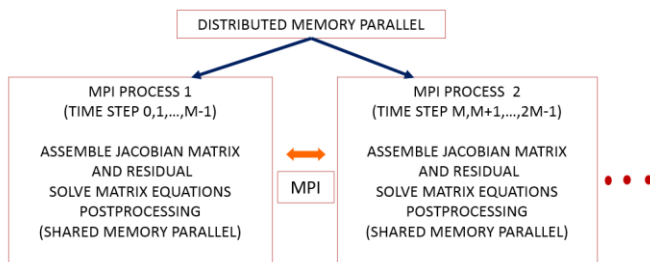 DISTRIBUTED MEMORY PARALLEL
MPI PROCESS 1
(TIME STEP 0,1,...,M-1)
ASSEMBLE JACOBIAN MATRIX
AND RESIDUAL
SOLVE MATRIX EQUATIONS
POSTPROCESSING
(SHARED MEMORY PARALLEL)
MPI
MPI PROCESS 2
(TIME STEP M,M+1,...,2M-1)
ASSEMBLE JACOBIAN MATRIX
AND RESIDUAL
SOLVE MATRIX EQUATIONS
POSTPROCESSING
(SHARED MEMORY PARALLEL)